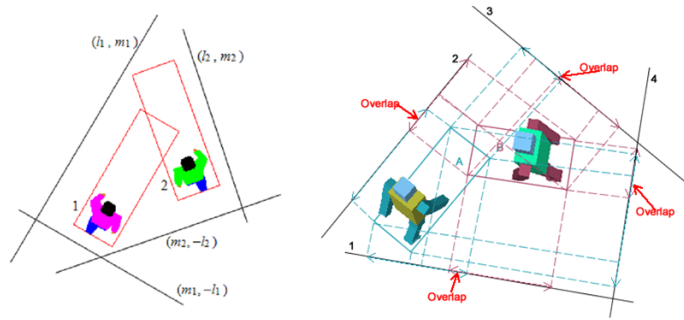 (l₁, m₁)
(l₂, m₂)
1
2
(m₂, -l₂)
(m₁, -l₁)
3
2
4
Overlap
Overlap
A
B
Overlap
1
Overlap